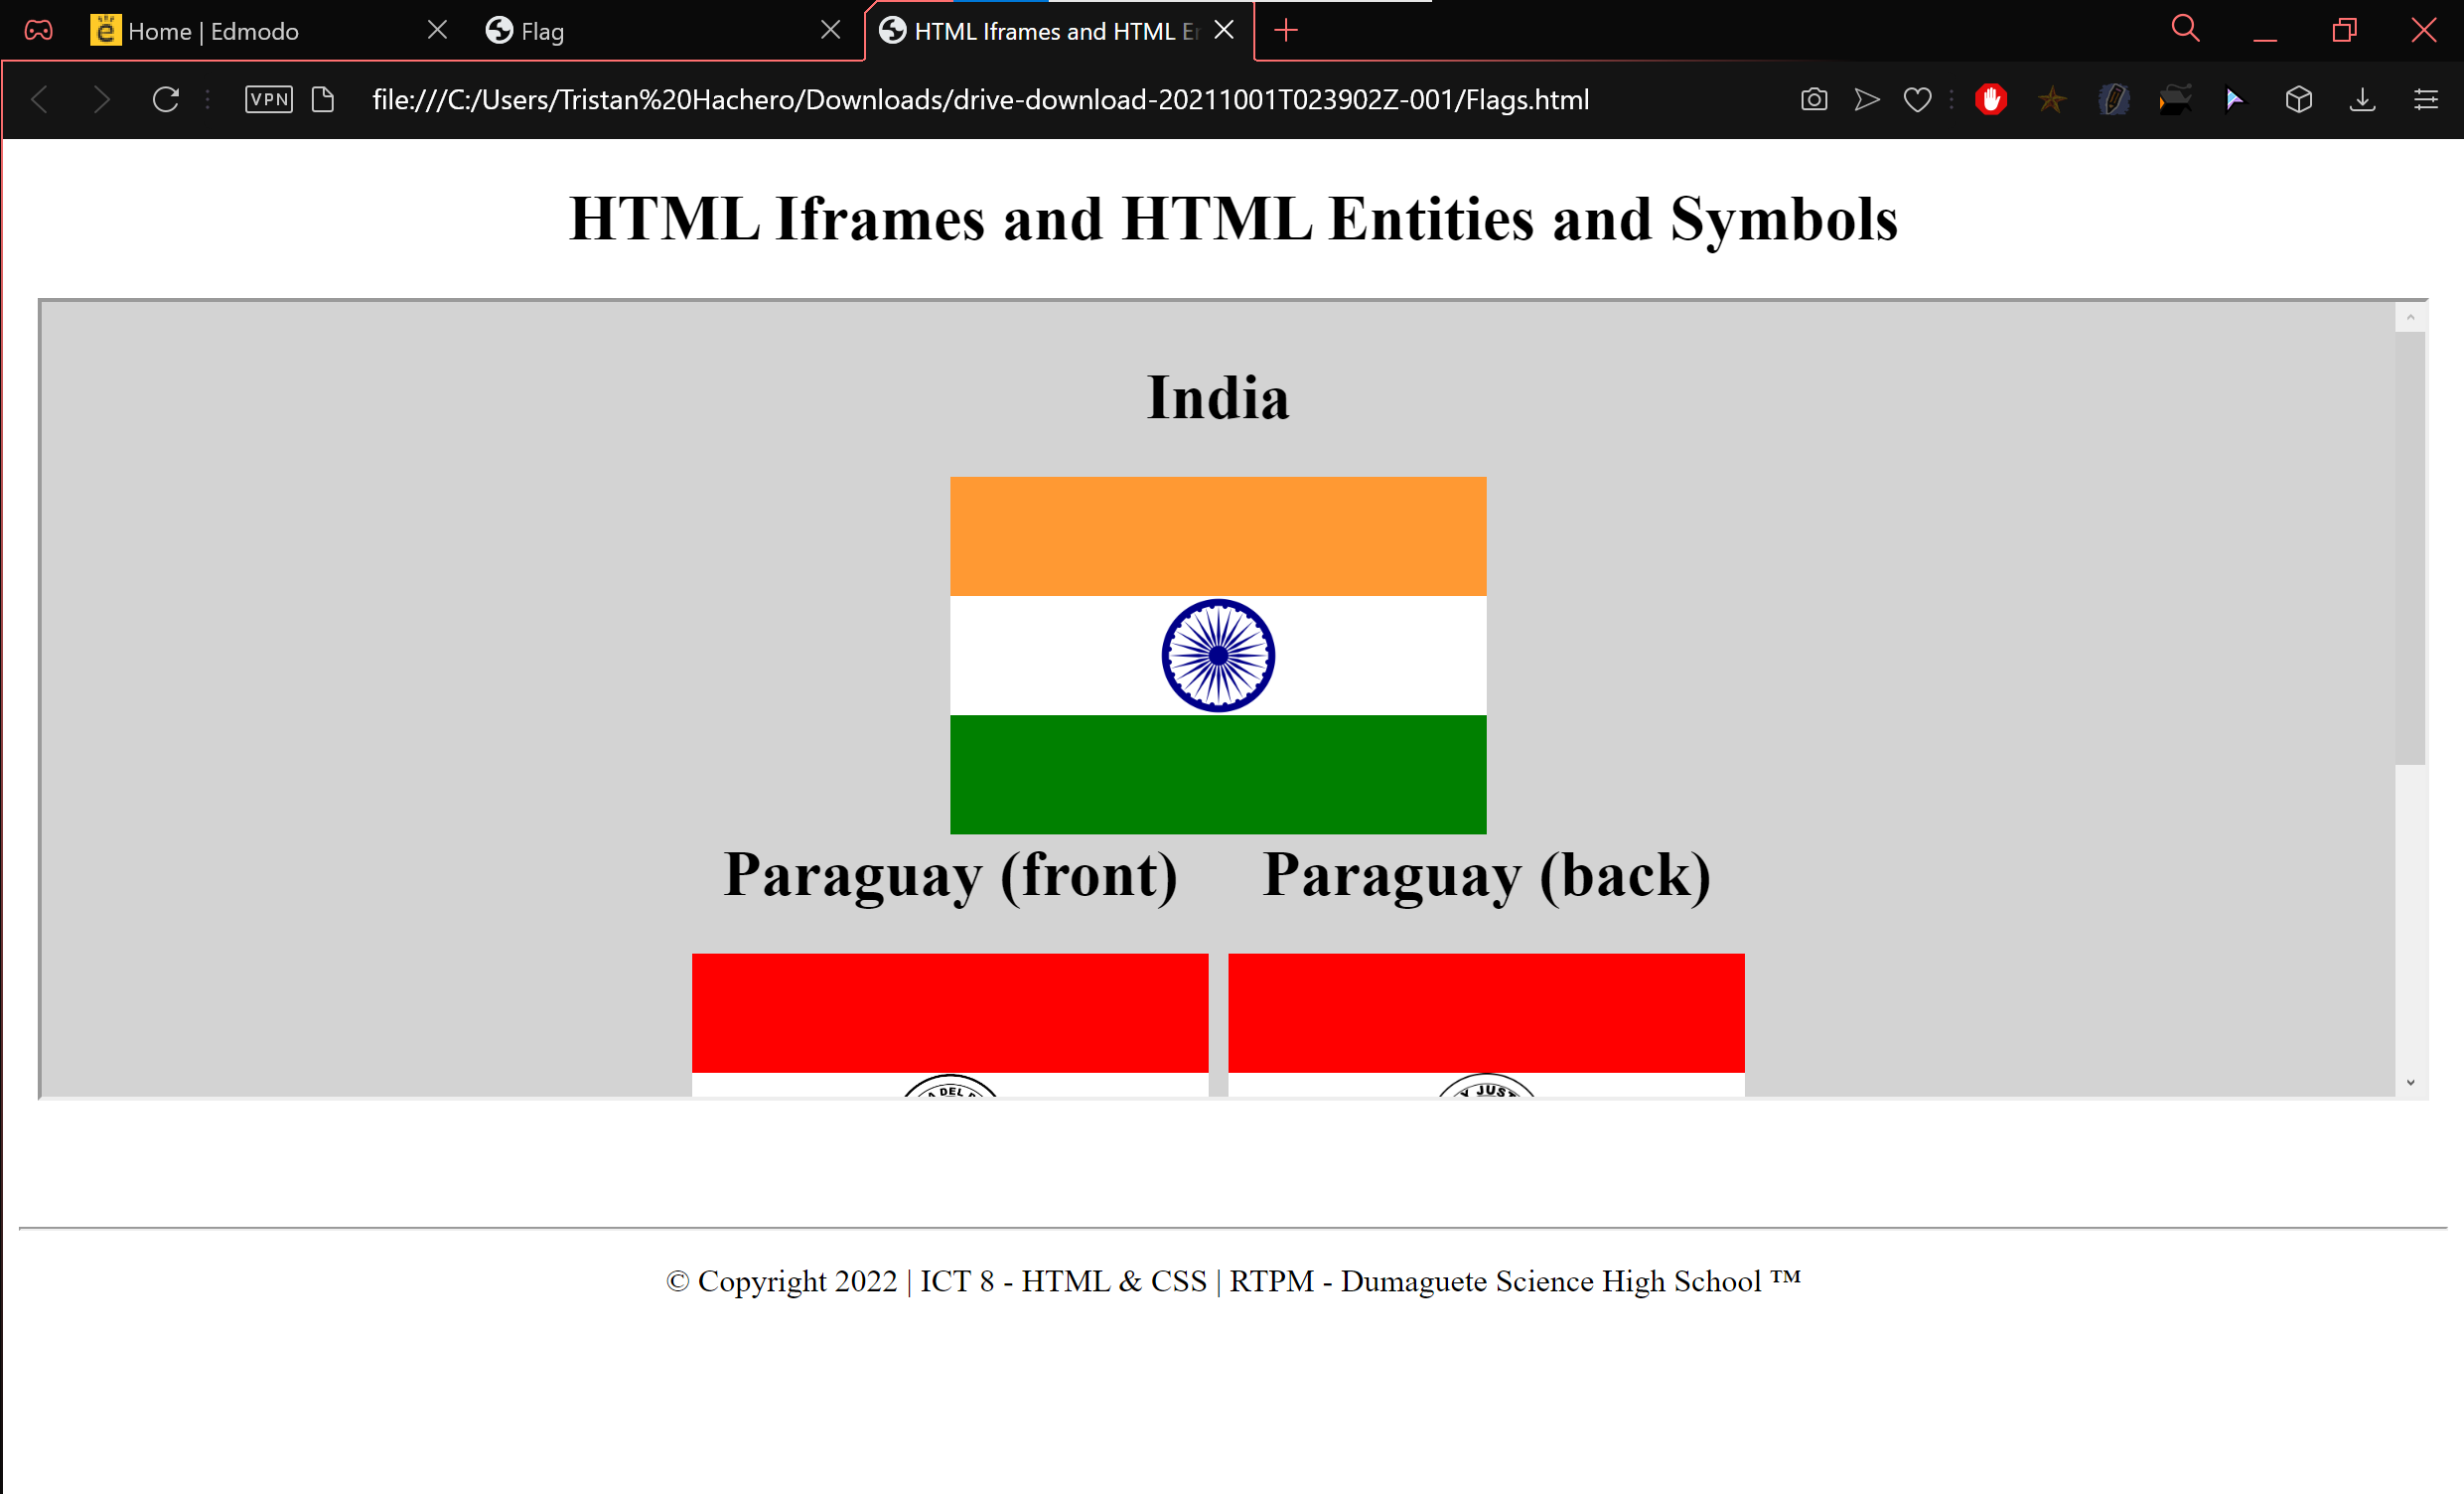 Home | Edmodo
Flag
HTML Iframes and HTML
VPN
file:///C:/Users/Tristan%20Hachero/Downloads/drive-download-20211001T023902Z-001/Flags.html
HTML Iframes and HTML Entities and Symbols
India
Paraguay (front) Paraguay (back)
DEL
Y JUS
© Copyright 2022 | ICT 8 - HTML & CSS | RTPM - Dumaguete Science High School ™